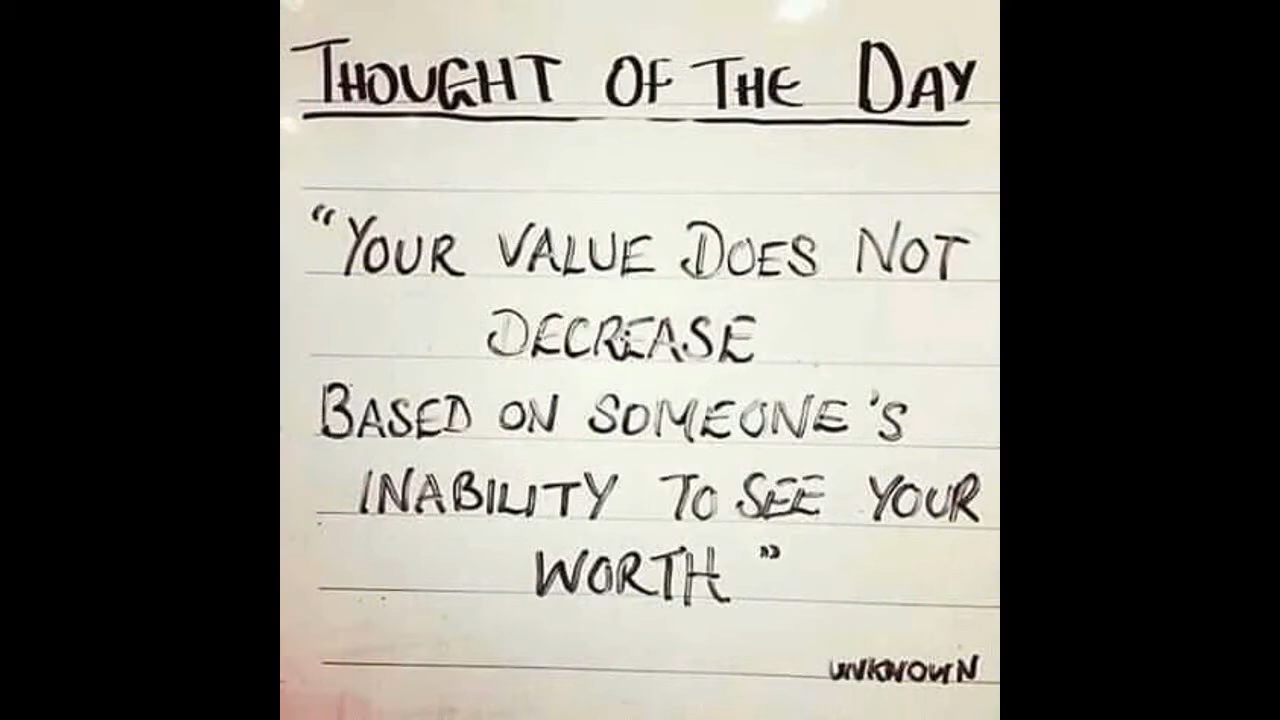 THOUGHT OF THE DAY
"YOUR VALUE DOES NOT
DECREASE
BASED ON SOMEONE'S
INABILITY TO SEE YOUR
WORTH"
UNKNOWN